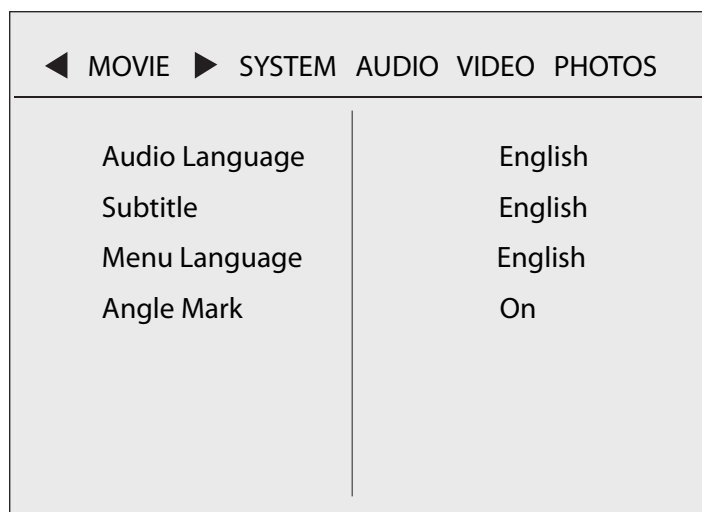 ◀ MOVIE ▶ SYSTEM AUDIO VIDEO PHOTOS
Audio Language English
Subtitle English
Menu Language English
Angle Mark On